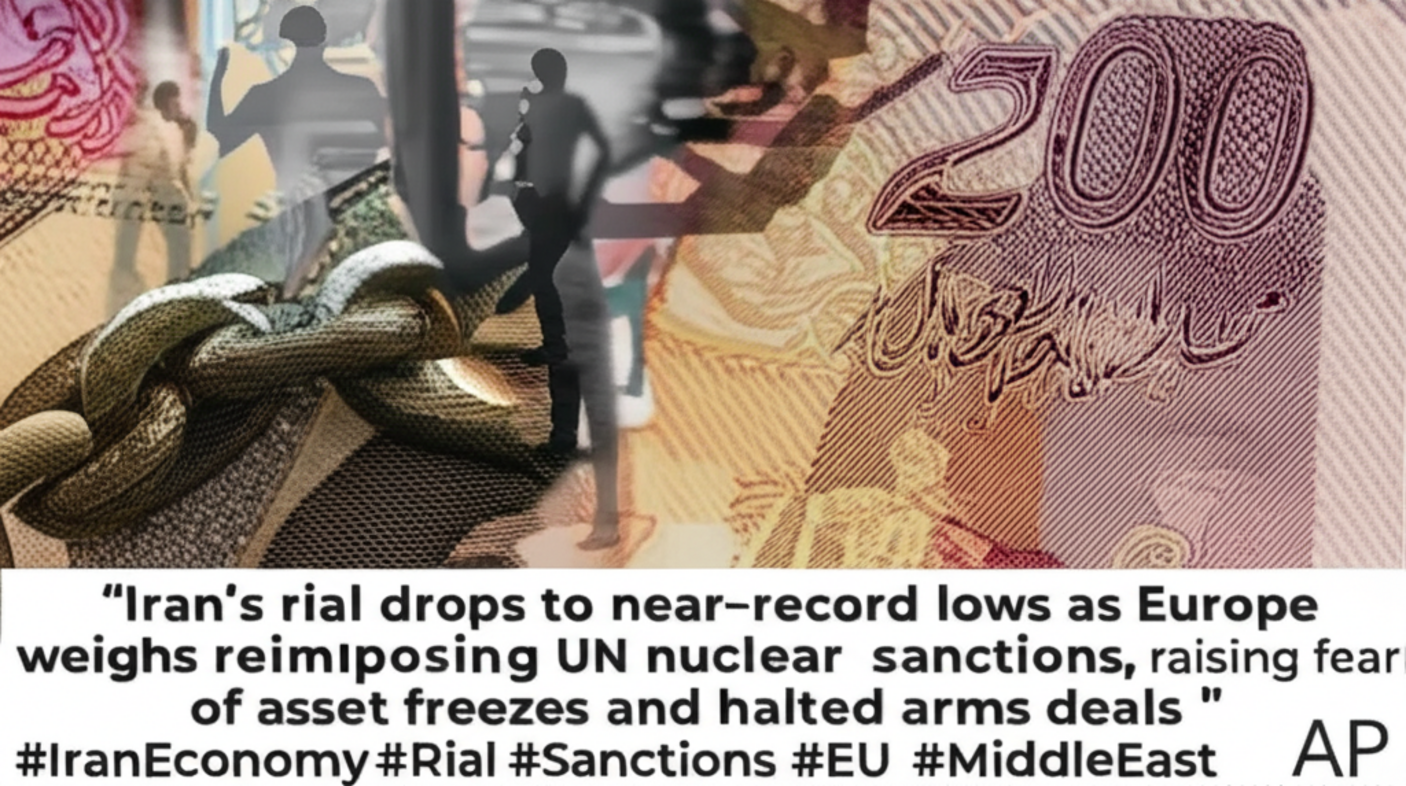 200
“Iran's rial drops to near-record lows as Europe
weighs reimıposing UN nuclear sanctions, raising fear
of asset freezes and halted arms deals "
#IranEconomy #Rial #Sanctions #EU #MiddleEast
AP